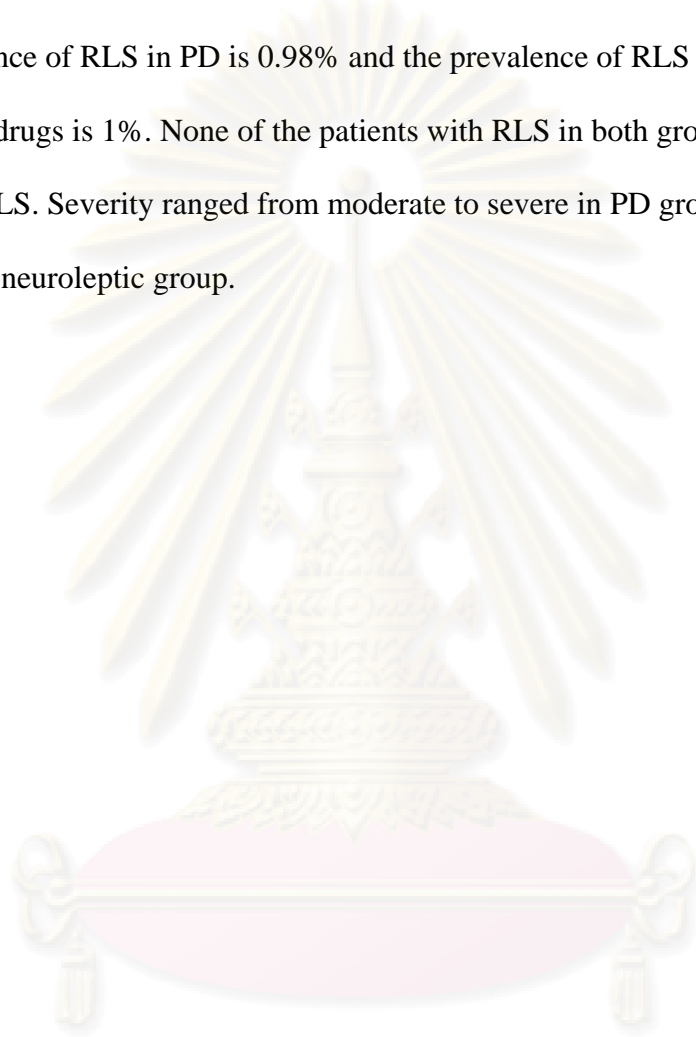 nce of RLS in PD is 0.98% and the prevalence of RLS
drugs is 1%. None of the patients with RLS in both gro
LS. Severity ranged from moderate to severe in PD gro
neuroleptic group.